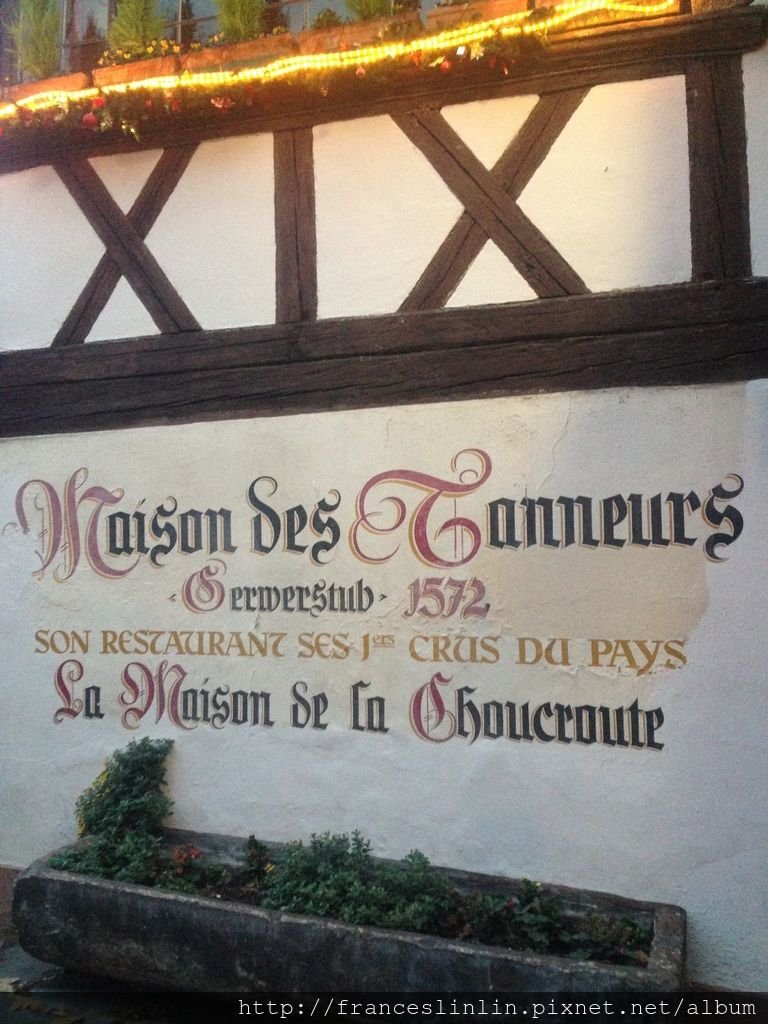 Maison des Tanneurs
· Gerwerstub · 1572
SON RESTAURANT SES 1ers CRUS DU PAYS
La Maison de la Choucroute
http://franceslinlin.pixnet.net/album